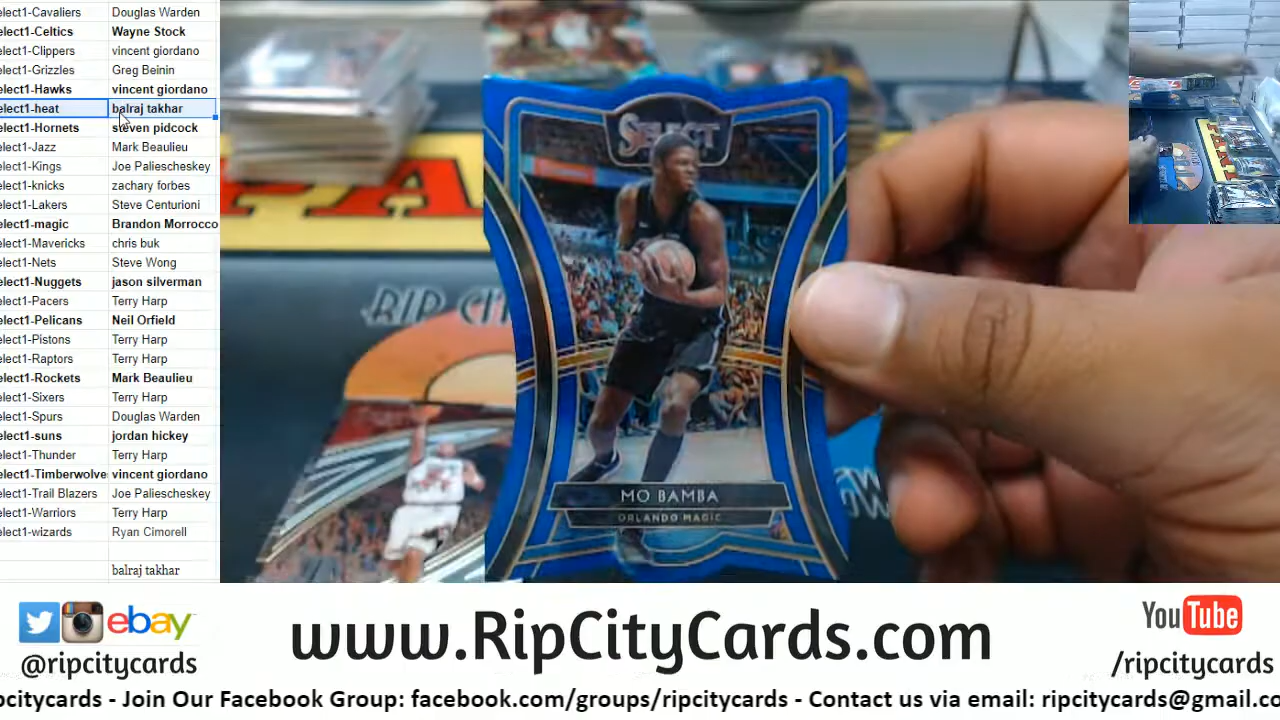 elect1-Cavaliers Douglas Warden
elect1-Celtics Wayne Stock
elect1-Clippers vincent giordano
elect1-Grizzles Greg Beinin
elect1-Hawks vincent giordano
elect1-heat balraj takhar
elect1-Hornets steven pidcock
elect1-Jazz Mark Beaulieu
elect1-Kings Joe Paliescheskey
elect1-knicks zachary forbes
elect1-Lakers Steve Centurioni
elect1-magic Brandon Morrocco
elect1-Mavericks chris buk
elect1-Nets Steve Wong
elect1-Nuggets jason silverman
elect1-Pacers Terry Harp
elect1-Pelicans Neil Orfield
elect1-Pistons Terry Harp
elect1-Raptors Terry Harp
elect1-Rockets Mark Beaulieu
elect1-Sixers Terry Harp
elect1-Spurs Douglas Warden
elect1-suns jordan hickey
elect1-Thunder Terry Harp
elect1-Timberwolve vincent giordano
elect1-Trail Blazers Joe Paliescheskey
elect1-Warriors Terry Harp
elect1-wizards Ryan Cimorell
balraj takhar
SELECT
RIP CI
MO BAMBA
ORLANDO MAGIC
ebay
@ripcitycards
www.RipCityCards.com
YouTube
/ripcitycards
pcitycards - Join Our Facebook Group: facebook.com/groups/ripcitycards - Contact us via email: ripcitycards@gmail.co